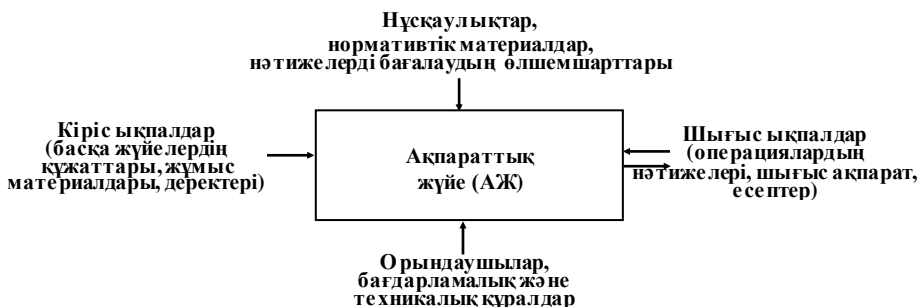 Нұсқаулықтар,
нормативтік материалдар,
нәтижелерді бағалаудың өлшемшарттары
Кіріс ықпалдар
(басқа жүйелердің
құжаттары, жұмыс
материалдары, деректері)
Ақпараттық
жүйе (АЖ)
Шығыс ықпалдар
(операциялардың
нәтижелері, шығыс ақпарат,
есептер)
Орындаушылар,
бағдарламалық және
техникалық құралдар